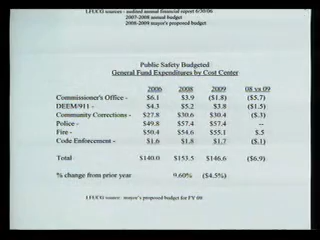 LFUCG sources - audited annual financial report 6/30/06
2007-2008 annual budget
2008-2009 mayor's proposed budget
Public Safety Budgeted
General Fund Expenditures by Cost Center
2006 2008 2009 08 vs 09
Commissioner's Office - $6.1 $3.9 ($1.8) ($5.7)
DEEM/911 - $4.3 $5.2 $3.8 ($1.5)
Community Corrections - $27.8 $30.6 $30.4 ($.3)
Police - $49.8 $57.4 $57.4 --
Fire - $50.4 $54.6 $55.1 $.5
Code Enforcement - $1.6 $1.8 $1.7 ($.1)
Total $140.0 $153.5 $146.6 ($6.9)
% change from prior year 9.60% ($4.5%)
LFUCG source: mayor's proposed budget for FY 09